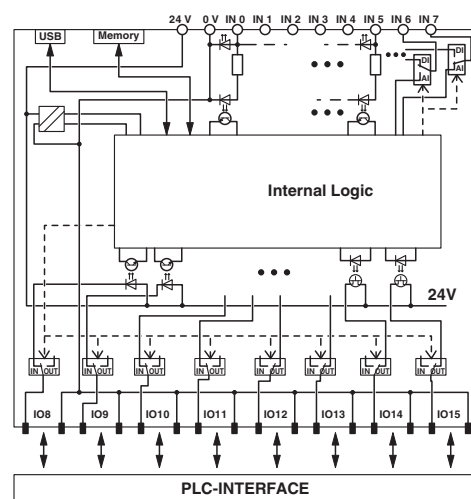 24 V 0 V IN 0 IN 1 IN 2 IN 3 IN 4 IN 5 IN 6 IN 7
USB Memory
DI
DI
AI
AI
Internal Logic
24V
IN OUT IN OUT IN OUT IN OUT IN OUT IN OUT IN OUT IN OUT
IO8 IO9 IO10 IO11 IO12 IO13 IO14 IO15
PLC-INTERFACE